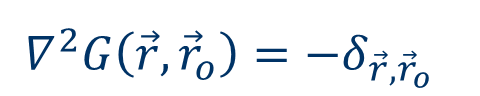 ∇²G(r⃗, r⃗ₒ) = −δ_{r⃗,r⃗ₒ}